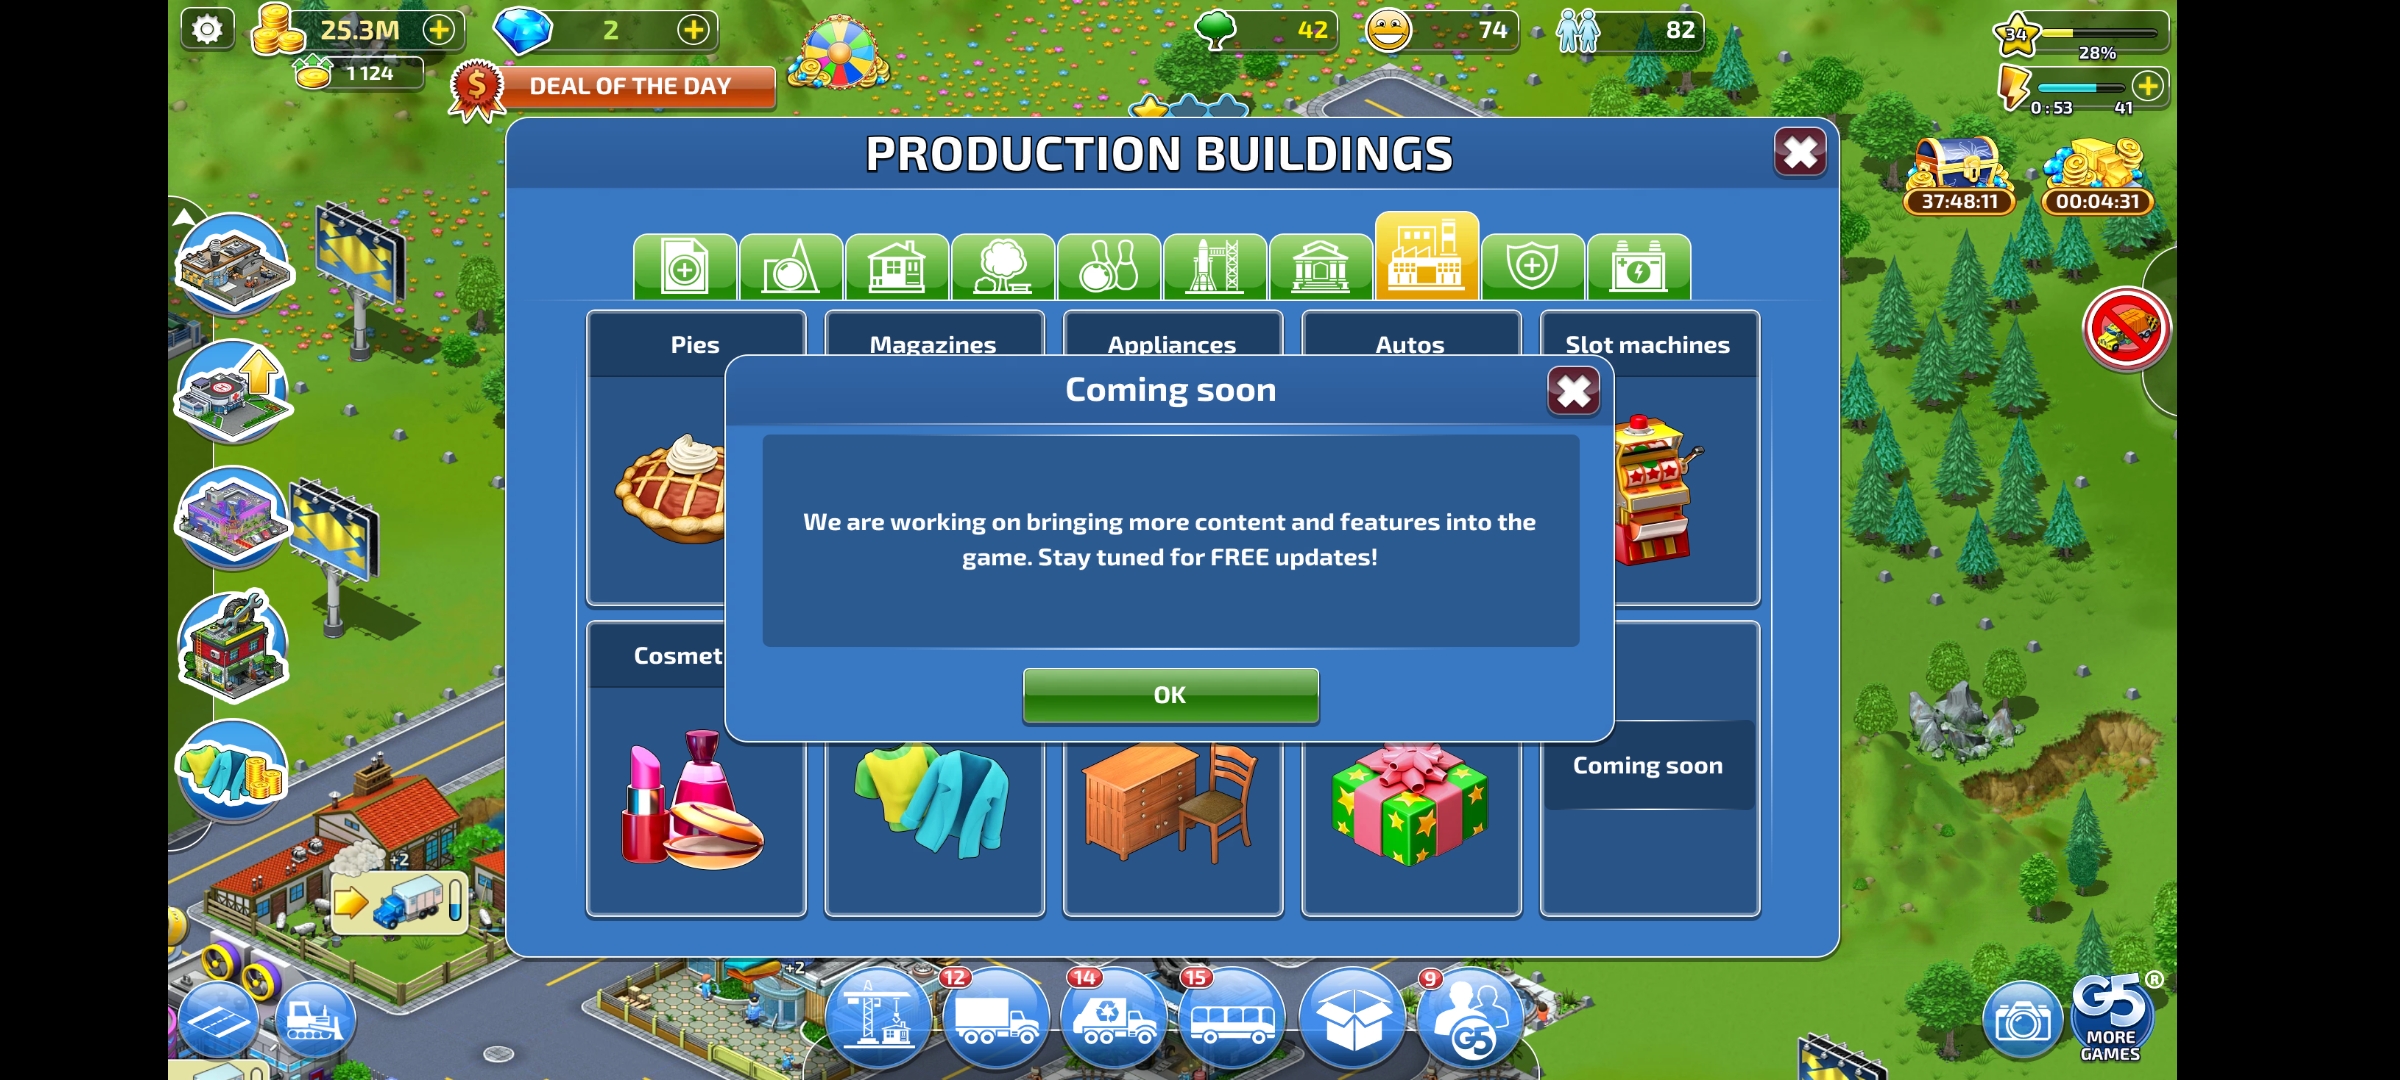 25.3M
2
42
74
82
34
28%
1 124
DEAL OF THE DAY
0:53
41
PRODUCTION BUILDINGS
37:48:11
00:04:31
Pies
Magazines
Appliances
Autos
Slot machines
Coming soon
We are working on bringing more content and features into the
game. Stay tuned for FREE updates!
OK
Cosmet
Coming soon
+2
+2
12
14
15
9
G5
G5®
MORE
GAMES